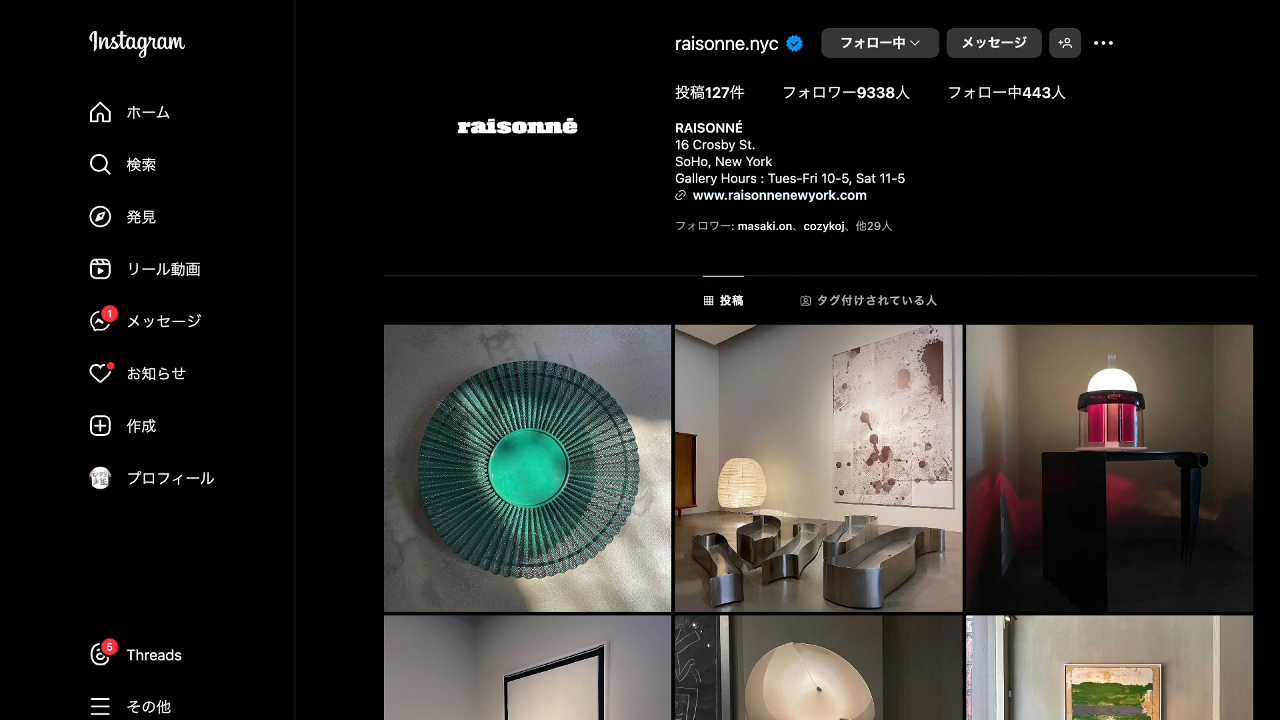 Instagram
ホーム
検索
発見
リール動画
1
メッセージ
お知らせ
作成
プロフィール
5
Threads
その他
raisonné
raisonne.nyc
フォロー中
メッセージ
投稿127件
フォロワー9338人
フォロー中443人
RAISONNÉ
16 Crosby St.
SoHo, New York
Gallery Hours : Tues-Fri 10-5, Sat 11-5
www.raisonnenewyork.com
フォロワー: masaki.on、cozykoj、他29人
投稿
タグ付けされている人